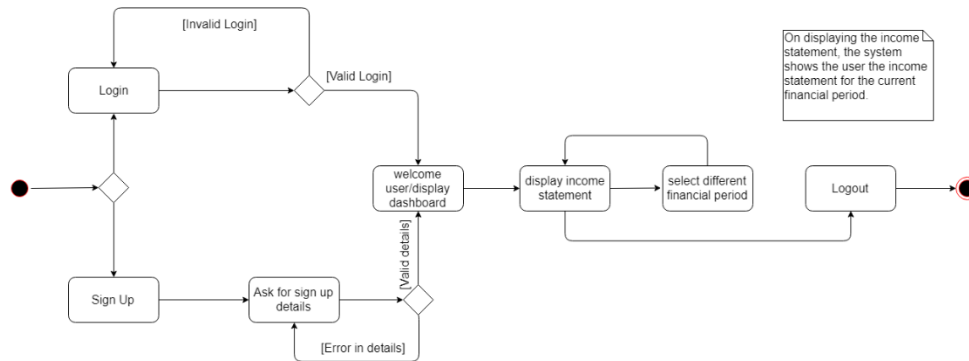 [Invalid Login]
On displaying the income
statement, the system
shows the user the income
statement for the current
financial period.
[Valid Login]
Login
welcome
user/display
dashboard
display income
statement
select different
financial period
Logout
[Valid details]
Sign Up
Ask for sign up
details
[Error in details]